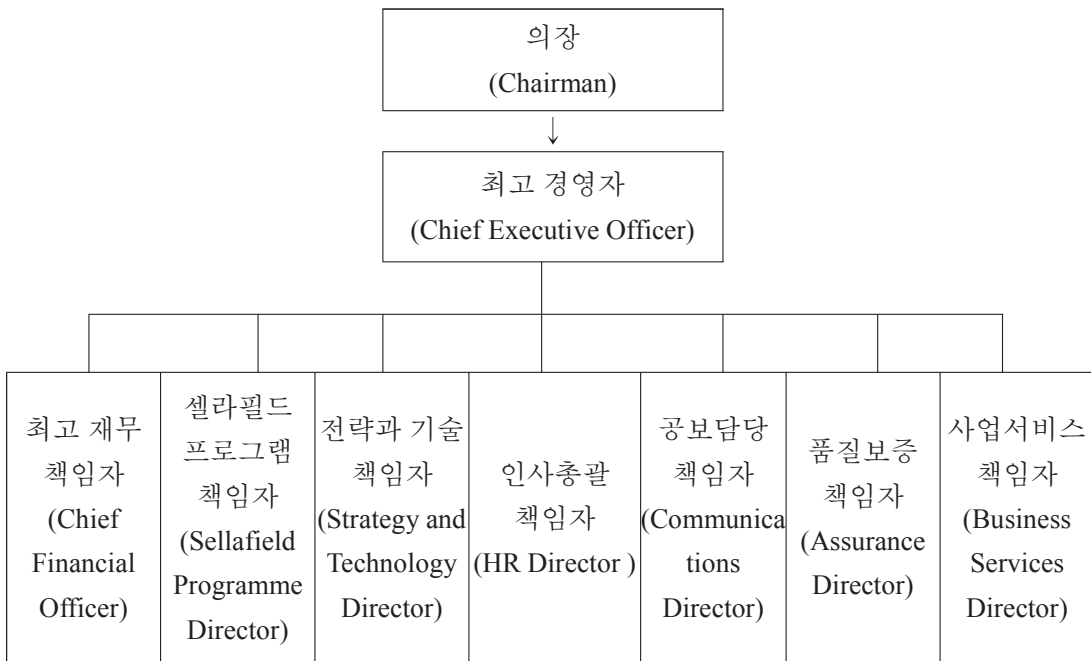 의장
(Chairman)
↓
최고 경영자
(Chief Executive Officer)
최고 재무
책임자
(Chief
Financial
Officer)
셀라필드
프로그램
책임자
(Sellafield
Programme
Director)
전략과 기술
책임자
(Strategy and
Technology
Director)
인사총괄
책임자
(HR Director )
공보담당
책임자
(Communica
tions
Director)
품질보증
책임자
(Assurance
Director)
사업서비스
책임자
(Business
Services
Director)